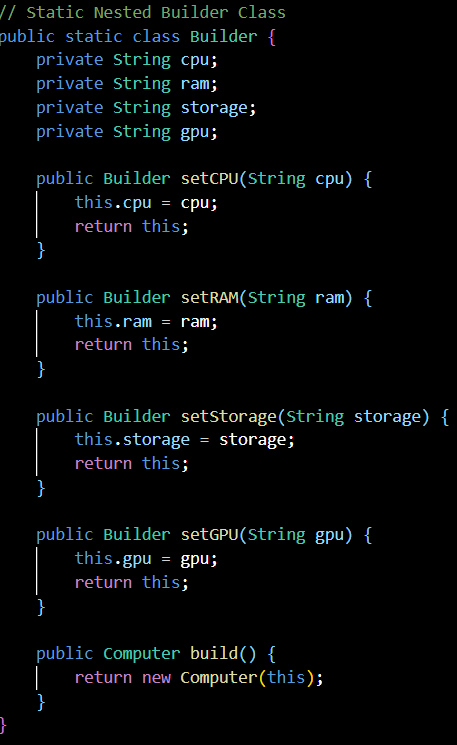 // Static Nested Builder Class
public static class Builder {
    private String cpu;
    private String ram;
    private String storage;
    private String gpu;

    public Builder setCPU(String cpu) {
        this.cpu = cpu;
        return this;
    }

    public Builder setRAM(String ram) {
        this.ram = ram;
        return this;
    }

    public Builder setStorage(String storage) {
        this.storage = storage;
        return this;
    }

    public Builder setGPU(String gpu) {
        this.gpu = gpu;
        return this;
    }

    public Computer build() {
        return new Computer(this);
    }
}